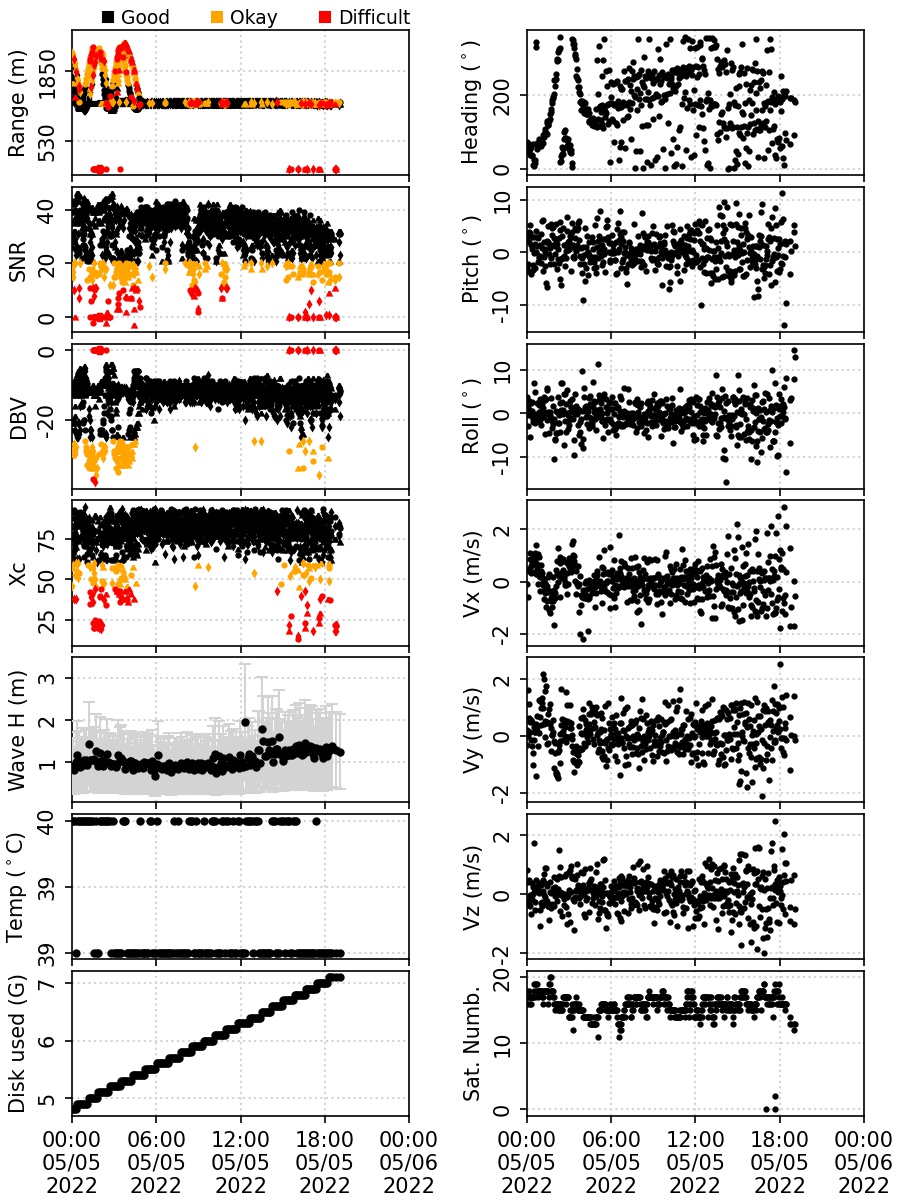 Good Okay Difficult
Range (m)
1850
530
SNR
40
20
0
DBV
0
-20
Xc
75
50
25
Wave H (m)
3
2
1
Temp (°C)
40
39
39
Disk used (G)
7
6
5
00:00 06:00 12:00 18:00 00:00
05/05 05/05 05/05 05/05 05/06
2022 2022 2022 2022 2022
Heading (°)
200
0
Pitch (°)
10
0
-10
Roll (°)
10
0
-10
Vx (m/s)
2
0
-2
Vy (m/s)
2
0
-2
Vz (m/s)
2
0
-2
Sat. Numb.
20
10
0
00:00 06:00 12:00 18:00 00:00
05/05 05/05 05/05 05/05 05/06
2022 2022 2022 2022 2022